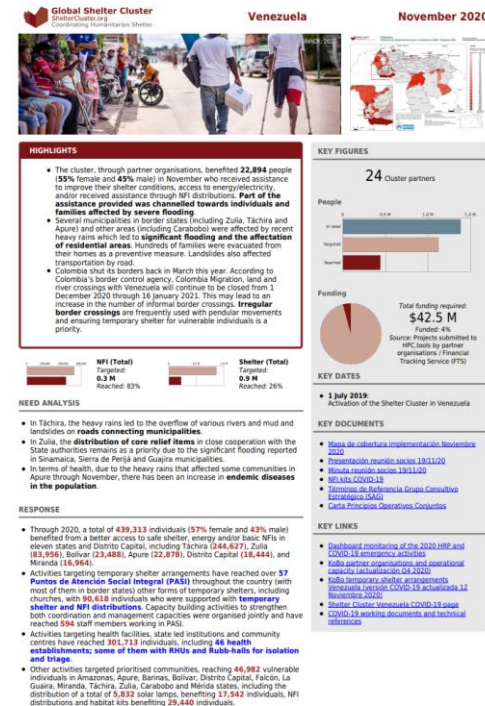 Global Shelter Cluster
ShelterCluster.org
Coordinating Humanitarian Shelter
Venezuela
November 2020
HIGHLIGHTS
The cluster, through partner organisations, benefited 22,894 people
(55% female and 45% male) in November who received assistance
to improve their shelter conditions, access to energy/electricity,
and/or received assistance through NFI distributions. Part of the
assistance provided was channelled towards individuals and
families affected by severe flooding.
Several municipalities in border states (including Zulia, Táchira and
Apure) and other areas (including Carabobo) were affected by recent
heavy rains which led to significant flooding and the affectation
of residential areas. Hundreds of families were evacuated from
their homes as a preventive measure. Landslides also affected
transportation by road.
Colombia shut its borders back in March this year. According to
Colombia's border control agency, Colombia Migration, land and
river crossings with Venezuela will continue to be closed from 1
December 2020 through 16 January 2021. This may lead to an
increase in the number of informal border crossings. Irregular
border crossings are frequently used with pendular movements
and ensuring temporary shelter for vulnerable individuals is a
priority.
NFI (Total)
Targeted:
0.3 M
Reached: 83%
Shelter (Total)
Targeted:
0.9 M
Reached: 26%
NEED ANALYSIS
In Táchira, the heavy rains led to the overflow of various rivers and mud and
landslides on roads connecting municipalities.
In Zulia, the distribution of core relief items in close cooperation with the
State authorities remains as a priority due to the significant flooding reported
in Sinamaica, Sierra de Perijá and Guajira municipalities.
In terms of health, due to the heavy rains that affected some communities in
Apure through November, there has been an increase in endemic diseases
in the population.
RESPONSE
Through 2020, a total of 439,313 individuals (57% female and 43% male)
benefited from a better access to safe shelter, energy and/or basic NFIs in
eleven states and Distrito Capital, including Táchira (244,627), Zulia
(83,956), Bolívar (23,488), Apure (22,878), Distrito Capital (18,444), and
Miranda (16,964).
Activities targeting temporary shelter arrangements have reached over 57
Puntos de Atención Social Integral (PASI) throughout the country (with
most of them in border states) other forms of temporary shelters, including
churches, with 90,618 individuals who were supported with temporary
shelter and NFI distributions. Capacity building activities to strengthen
both coordination and management capacities were organised jointly and have
reached 594 staff members working in PASI.
Activities targeting health facilities, state led institutions and community
centres have reached 301,713 individuals, including 46 health
establishments; some of them with RHUs and Rubb-halls for isolation
and triage.
Other activities targeted prioritised communities, reaching 46,982 vulnerable
individuals in Amazonas, Apure, Barinas, Bolívar, Distrito Capital, Falcón, La
Guaira, Miranda, Táchira, Zulia, Carabobo and Mérida states, including the
distribution of a total of 5,832 solar lamps, benefiting 17,542 individuals, NFI
distributions and habitat kits benefiting 29,440 individuals.
KEY FIGURES
24 Cluster partners
People
0 0.5 M 1.0 M 1.5 M
In need
Targeted
Reached
Funding
Total funding required:
$42.5 M
Funded: 4%
Source: Projects submitted to
HPC.tools by partner
organisations / Financial
Tracking Service (FTS)
KEY DATES
1 July 2019:
Activation of the Shelter Cluster in Venezuela
KEY DOCUMENTS
Mapa de cobertura implementación Noviembre
2020
Presentación reunión socios 19/11/20
Minuta reunión socios 19/11/20
NFI kits COVID-19
Términos de Referencia Grupo Consultivo
Estratégico (SAG)
Carta Principios Operativos Conjuntos
KEY LINKS
Dashboard monitoring of the 2020 HRP and
COVID-19 emergency activities
KoBo partner organisations and operational
capacity (actualización Q4 2020)
KoBo temporary shelter arrangements
Venezuela (versión COVID-19 actualizada 12
Noviembre 2020)
Shelter Cluster Venezuela COVID-19 page
COVID-19 working documents and technical
references